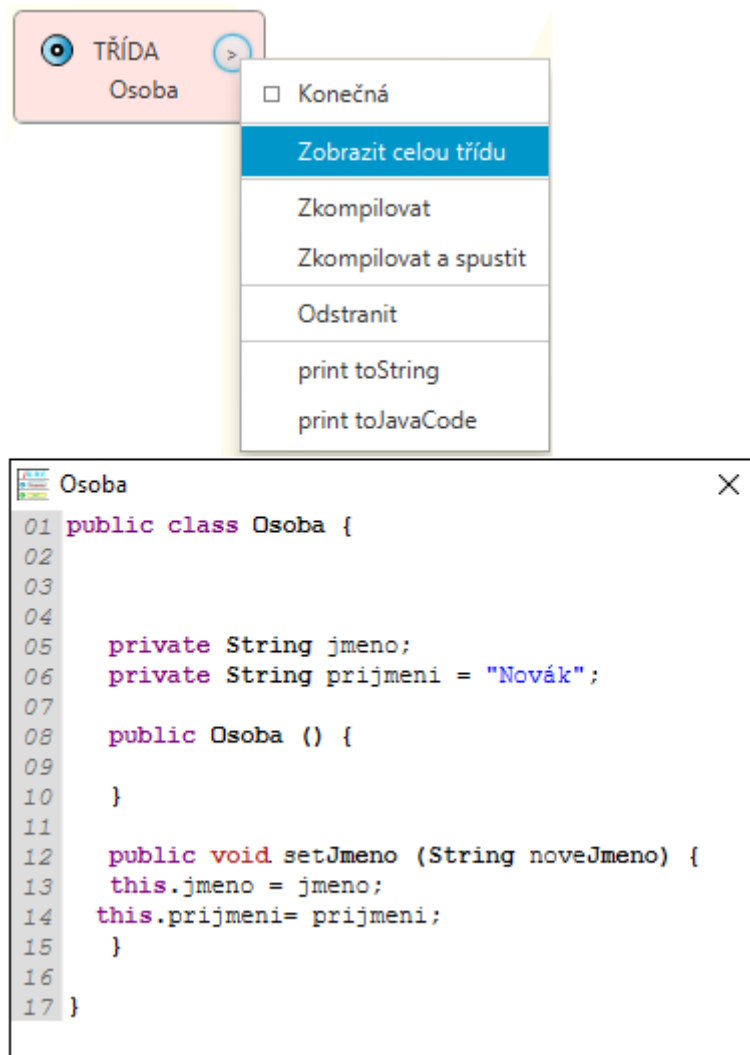 TŘÍDA >
Osoba
Konečná
Zobrazit celou třídu
Zkompilovat
Zkompilovat a spustit
Odstranit
print toString
print toJavaCode
Osoba
01 public class Osoba {
02
03
04
05 private String jmeno;
06 private String prijmeni = "Novák";
07
08 public Osoba () {
09
10 }
11
12 public void setJmeno (String noveJmeno) {
13 this.jmeno = jmeno;
14 this.prijmeni= prijmeni;
15 }
16
17 }